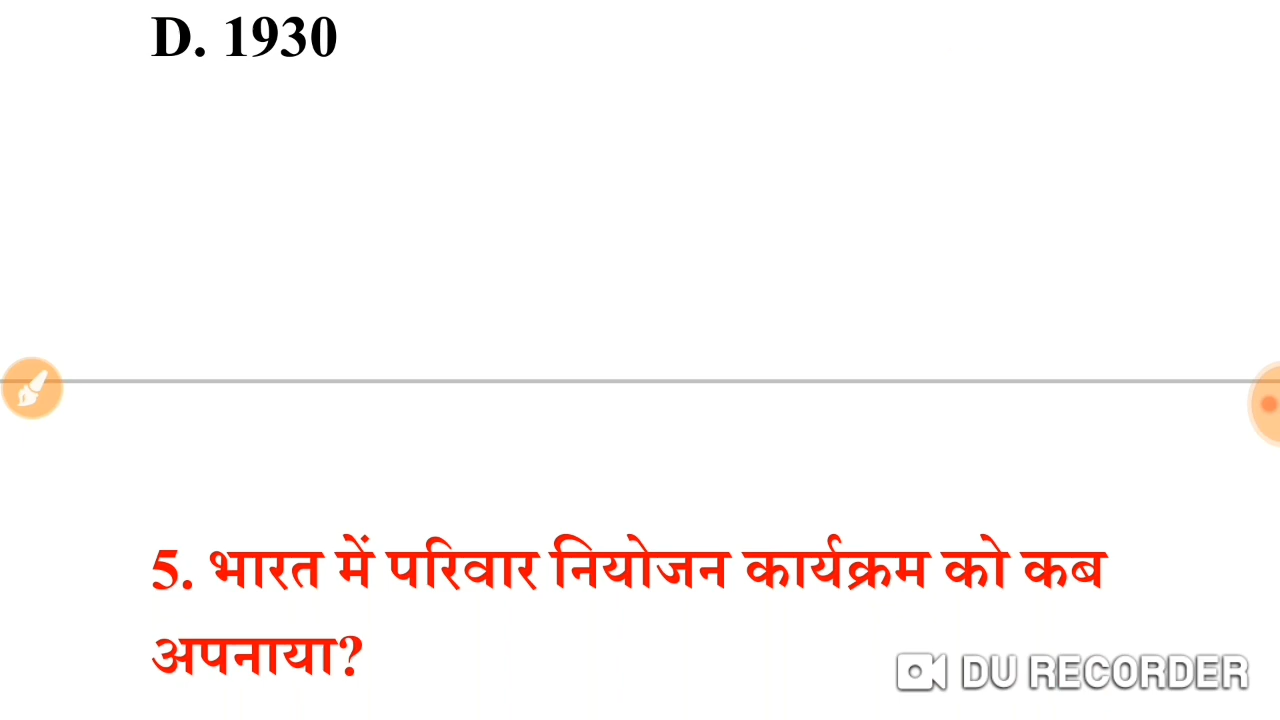 D. 1930
5. भारत में परिवार नियोजन कार्यक्रम को कब
अपनाया?
DU RECORDER